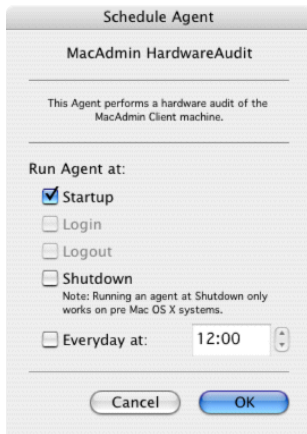 Schedule Agent
MacAdmin HardwareAudit
This Agent performs a hardware audit of the
MacAdmin Client machine.
Run Agent at:
Startup
Login
Logout
Shutdown
Note: Running an agent at Shutdown only
works on pre Mac OS X systems.
Everyday at: 12:00
Cancel OK